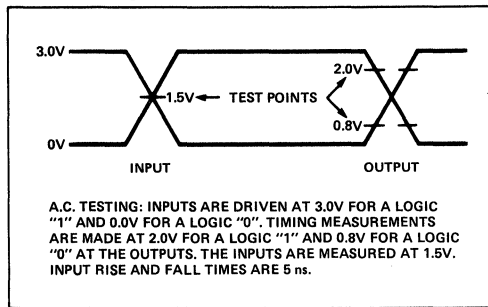 3.0V
2.0V
1.5V TEST POINTS
0.8V
0V
INPUT OUTPUT
A.C. TESTING: INPUTS ARE DRIVEN AT 3.0V FOR A LOGIC
"1" AND 0.0V FOR A LOGIC "0". TIMING MEASUREMENTS
ARE MADE AT 2.0V FOR A LOGIC "1" AND 0.8V FOR A LOGIC
"0" AT THE OUTPUTS. THE INPUTS ARE MEASURED AT 1.5V.
INPUT RISE AND FALL TIMES ARE 5 ns.